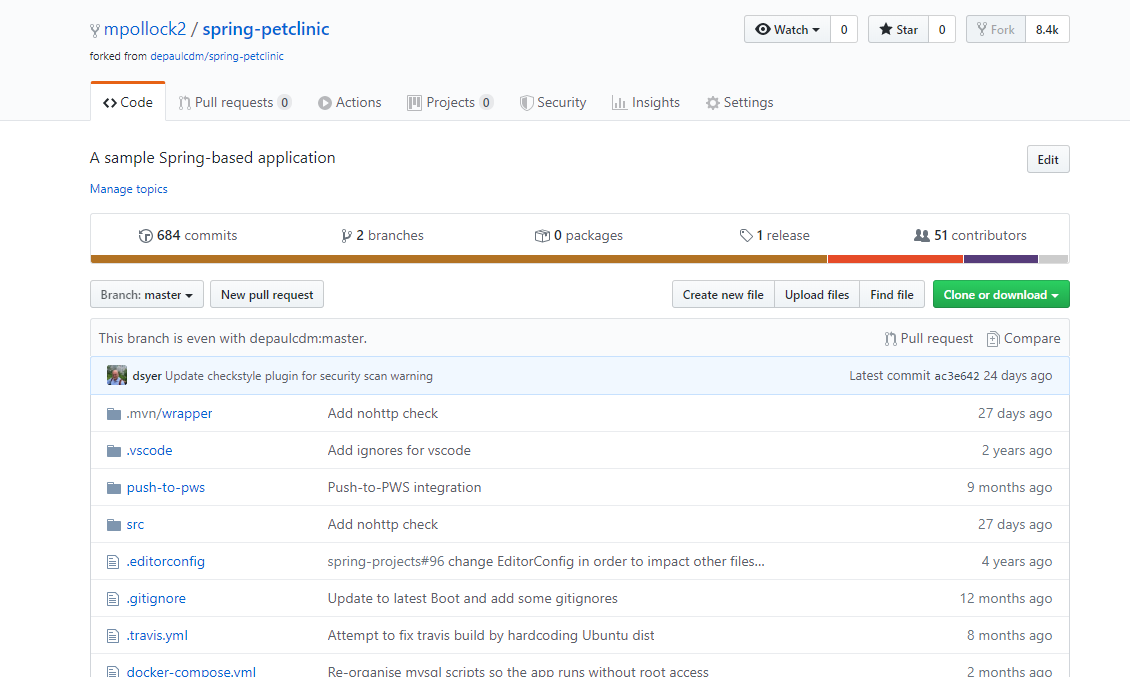 mpollock2 / spring-petclinic
Watch 0 Star 0 Fork 8.4k
forked from depaulcdm/spring-petclinic
Code Pull requests 0 Actions Projects 0 Security Insights Settings
A sample Spring-based application
Edit
Manage topics
684 commits 2 branches 0 packages 1 release 51 contributors
Branch: master New pull request Create new file Upload files Find file Clone or download
This branch is even with depaulcdm:master. Pull request Compare
dsyer Update checkstyle plugin for security scan warning Latest commit ac3e642 24 days ago
.mvn/wrapper Add nohttp check 27 days ago
.vscode Add ignores for vscode 2 years ago
push-to-pws Push-to-PWS integration 9 months ago
src Add nohttp check 27 days ago
.editorconfig spring-projects#96 change EditorConfig in order to impact other files... 4 years ago
.gitignore Update to latest Boot and add some gitignores 12 months ago
.travis.yml Attempt to fix travis build by hardcoding Ubuntu dist 8 months ago
docker-compose.yml Re-organise mysql scripts so the app runs without root access 2 months ago